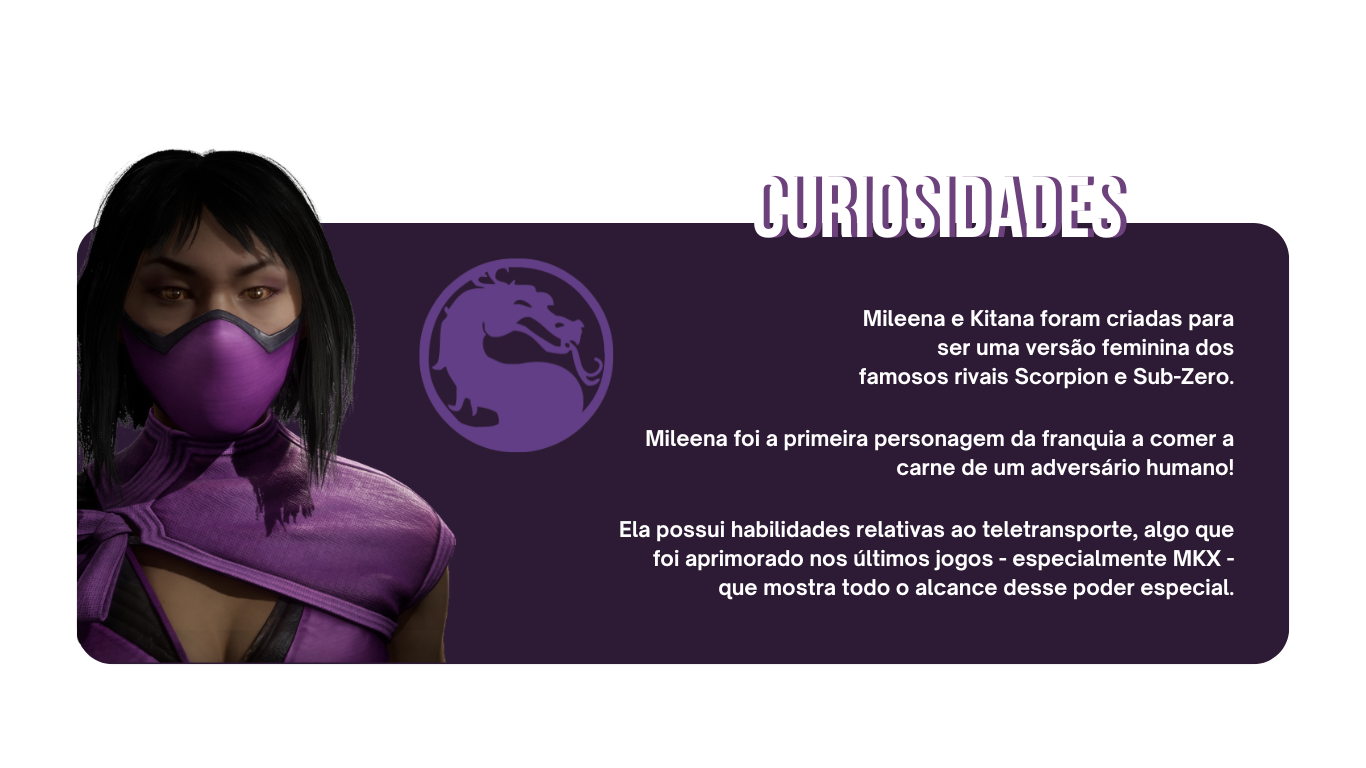 CURIOSIDADES
Mileena e Kitana foram criadas para
ser uma versão feminina dos
famosos rivais Scorpion e Sub-Zero.
Mileena foi a primeira personagem da franquia a comer a
carne de um adversário humano!
Ela possui habilidades relativas ao teletransporte, algo que
foi aprimorado nos últimos jogos - especialmente MKX -
que mostra todo o alcance desse poder especial.